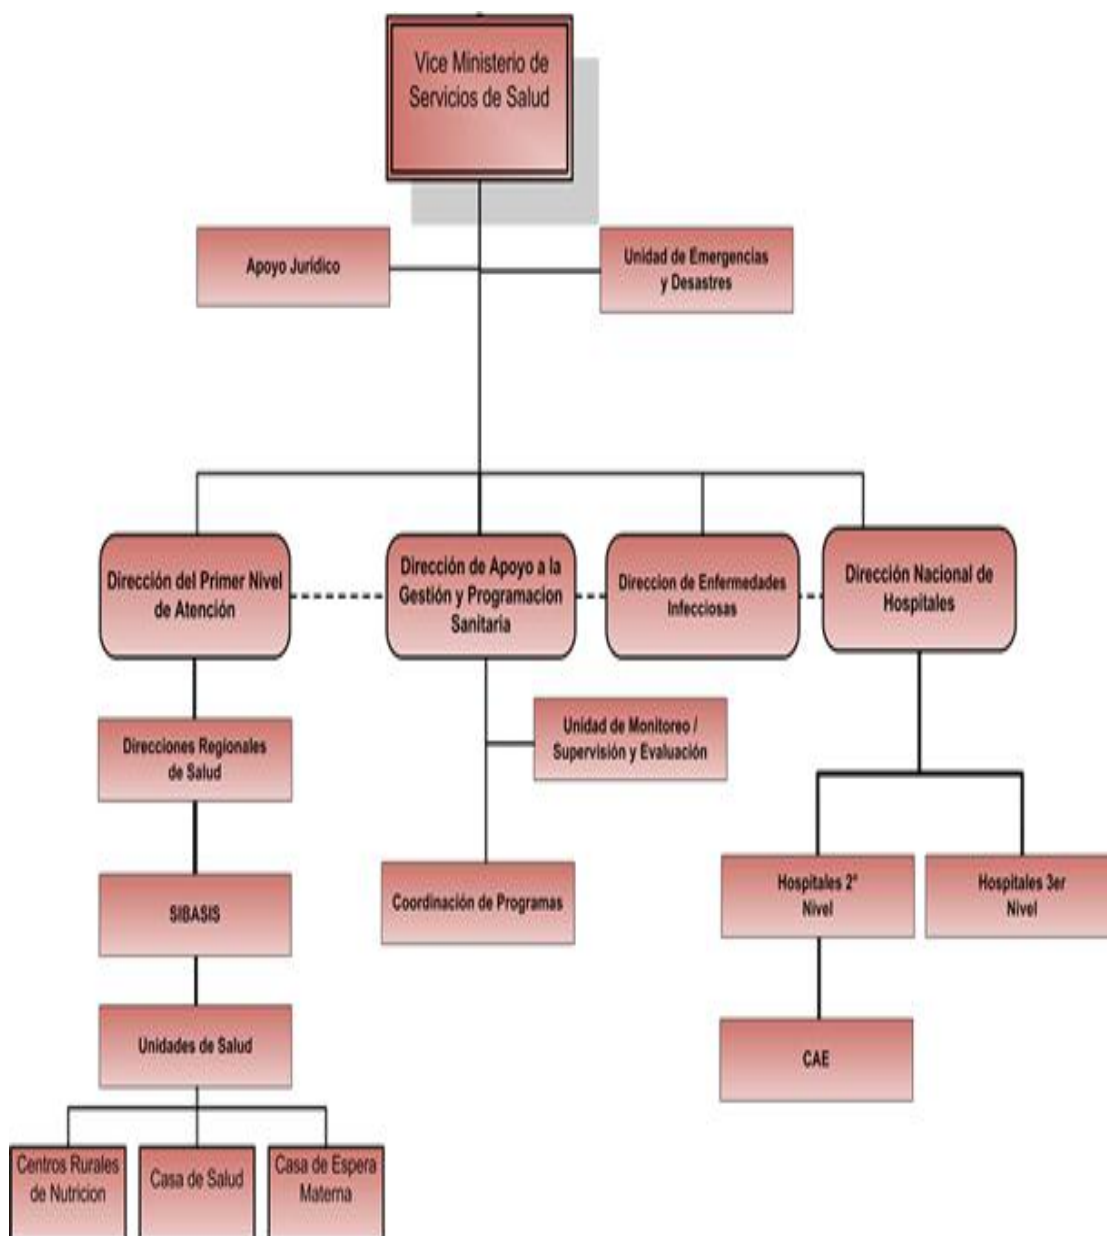 Vice Ministerio de
Servicios de Salud
Apoyo Jurídico
Unidad de Emergencias
y Desastres
Dirección del Primer Nivel
de Atención
Dirección de Apoyo a la
Gestión y Programacion
Sanitaria
Direccion de Enfermedades
Infecciosas
Dirección Nacional de
Hospitales
Direcciones Regionales
de Salud
Unidad de Monitoreo /
Supervisión y Evaluación
SIBASIS
Coordinación de Programas
Hospitales 2º
Nivel
Hospitales 3er
Nivel
Unidades de Salud
CAE
Centros Rurales
de Nutricion
Casa de Salud
Casa de Espera
Materna